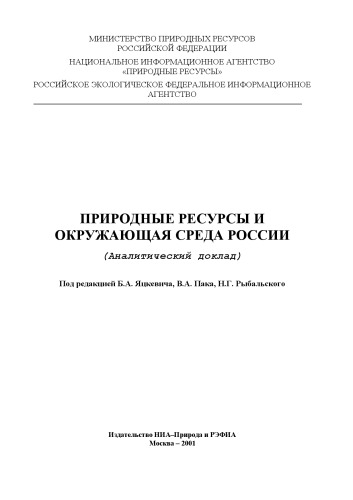 МИНИСТЕРСТВО ПРИРОДНЫХ РЕСУРСОВ
РОССИЙСКОЙ ФЕДЕРАЦИИ
НАЦИОНАЛЬНОЕ ИНФОРМАЦИОННОЕ АГЕНТСТВО
«ПРИРОДНЫЕ РЕСУРСЫ»
РОССИЙСКОЕ ЭКОЛОГИЧЕСКОЕ ФЕДЕРАЛЬНОЕ ИНФОРМАЦИОННОЕ
АГЕНТСТВО
ПРИРОДНЫЕ РЕСУРСЫ И
ОКРУЖАЮЩАЯ СРЕДА РОССИИ
(Аналитический доклад)
Под редакцией Б.А. Яцкевича, В.А. Пака, Н.Г. Рыбальского
Издательство НИА–Природа и РЭФИА
Москва – 2001